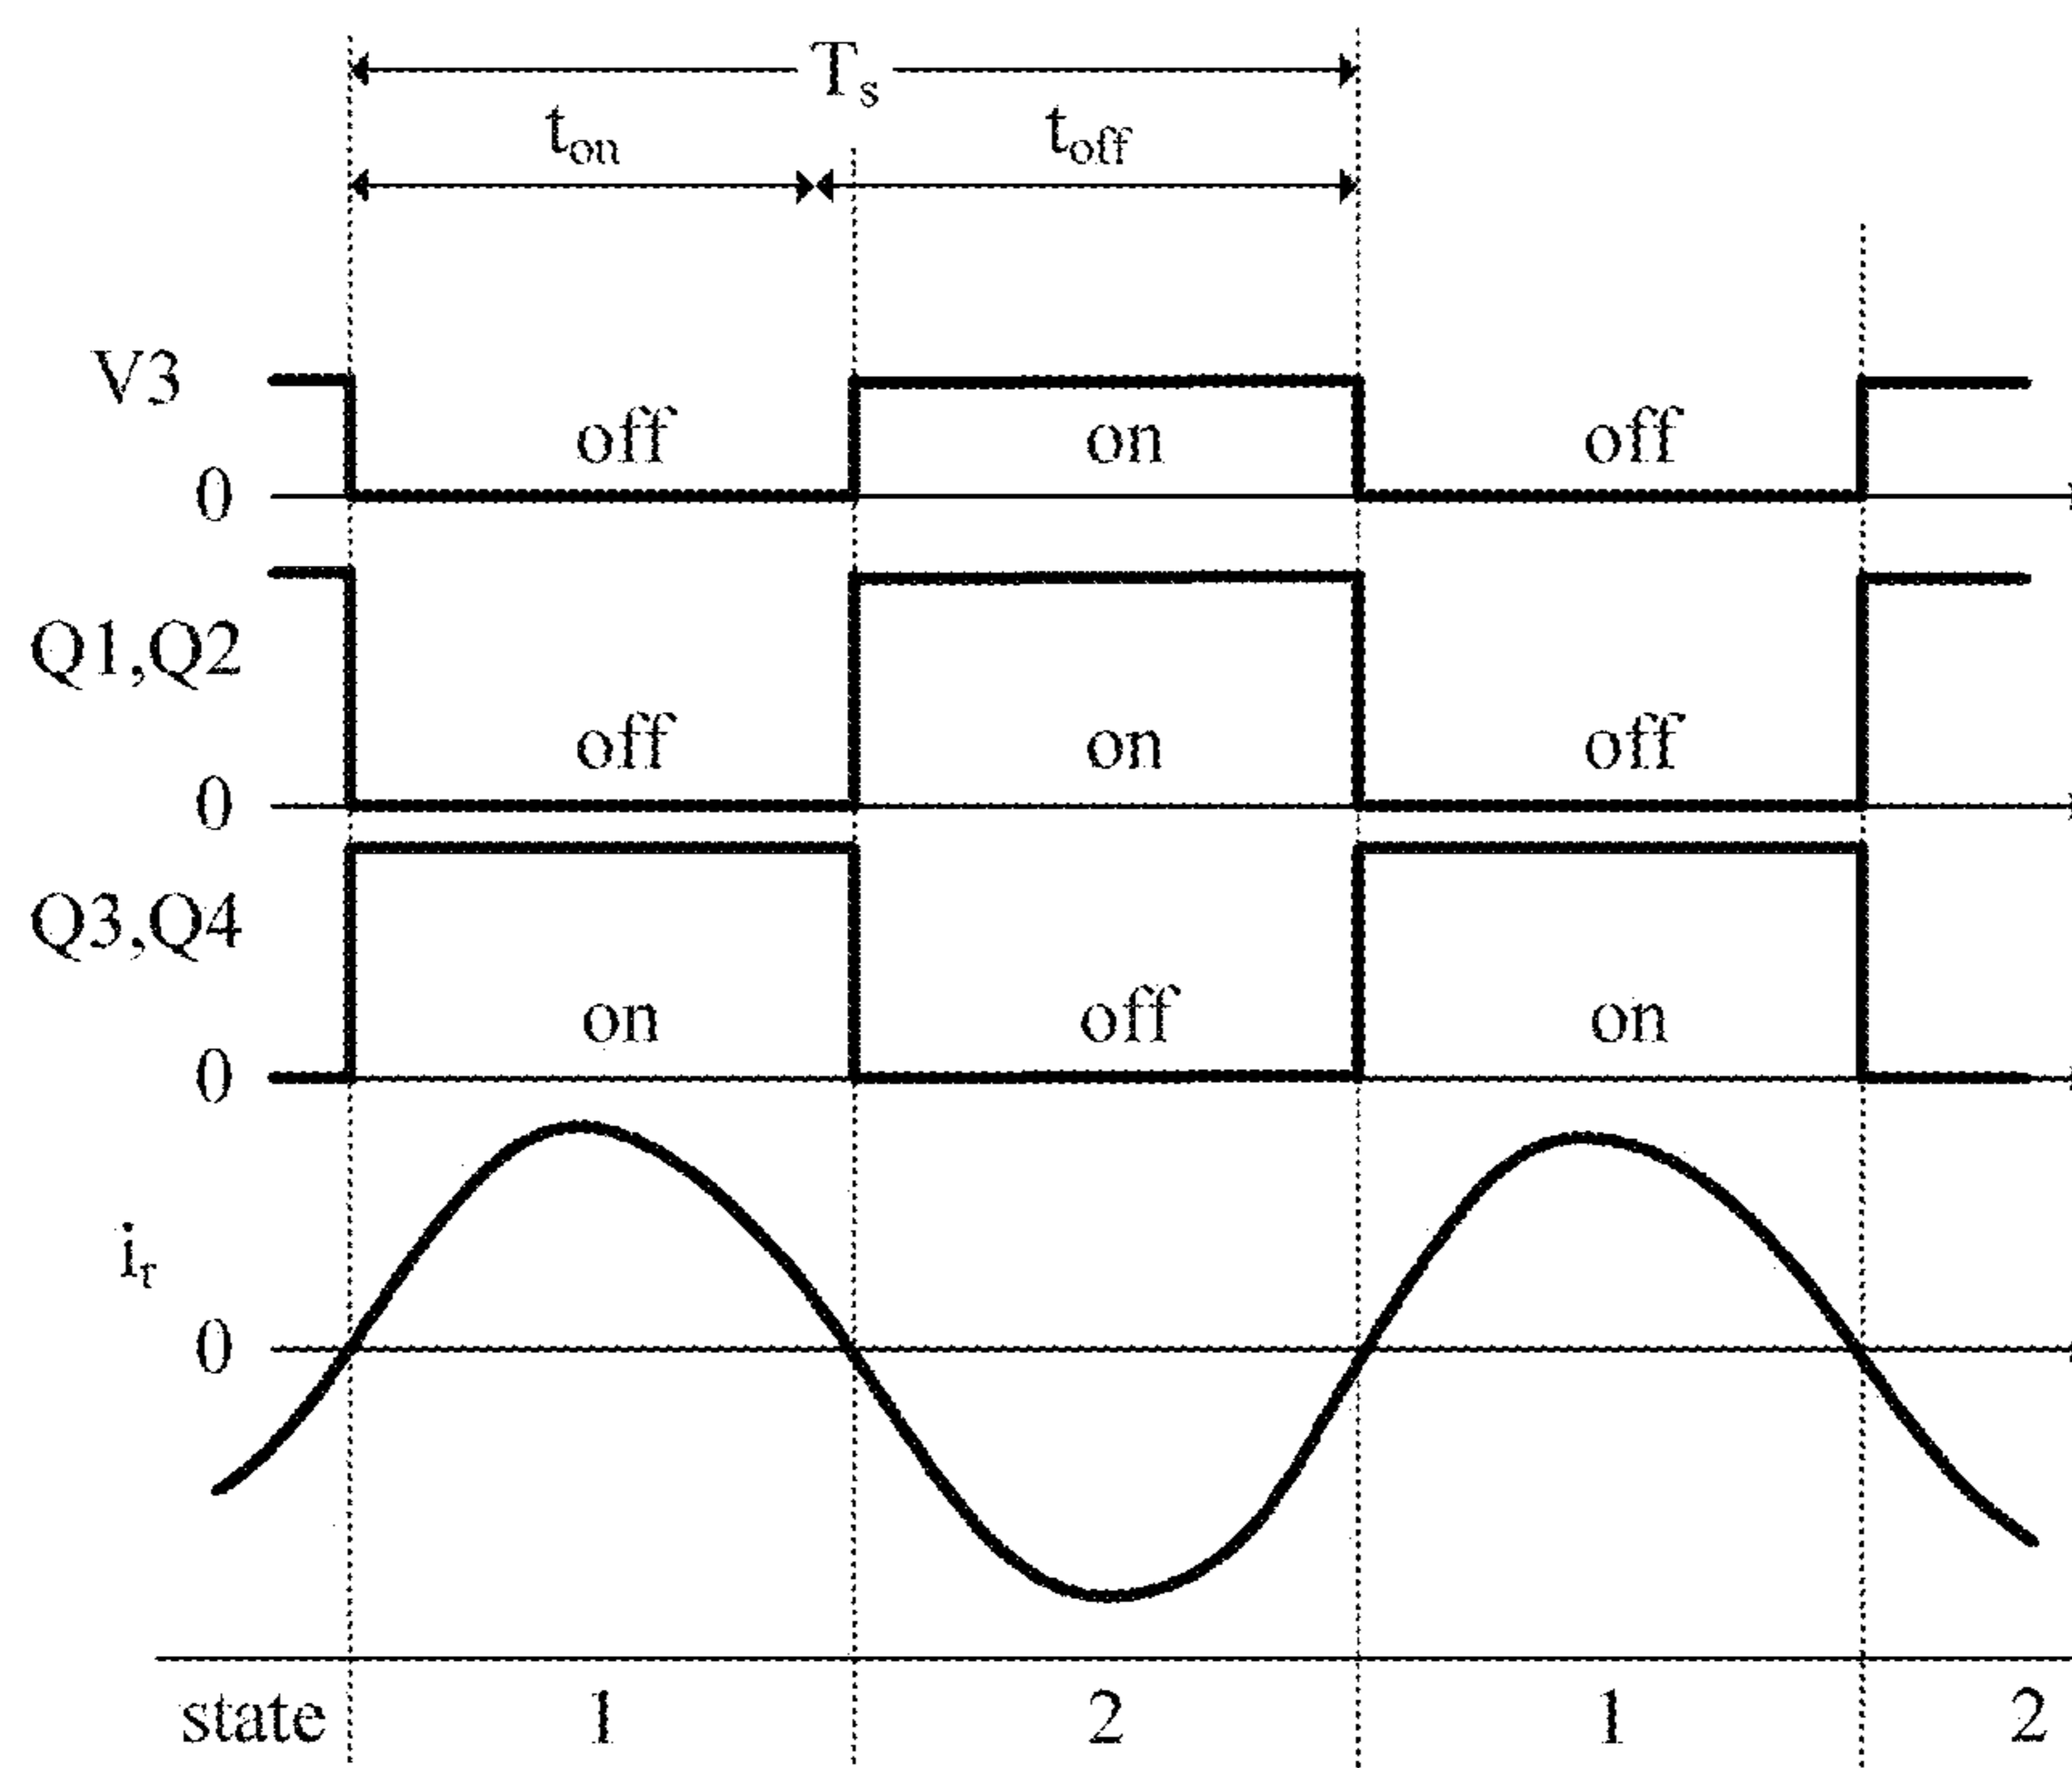 Ts
ton toff
V3
off on off
0
Q1,Q2
off on off
0
Q3,Q4
on off on
0
ir
0
state 1 2 1 2